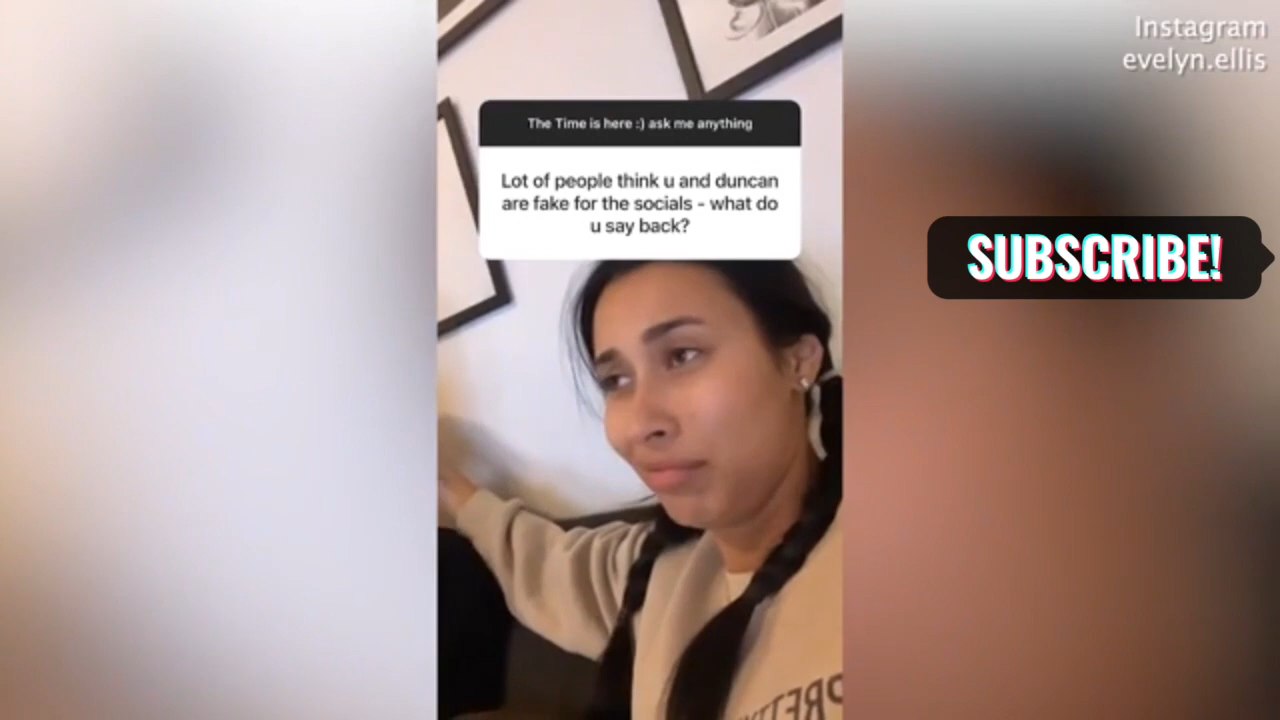 Instagram
evelyn.ellis
The Time is here :) ask me anything
Lot of people think u and duncan
are fake for the socials - what do
u say back?
SUBSCRIBE!
PRETTY